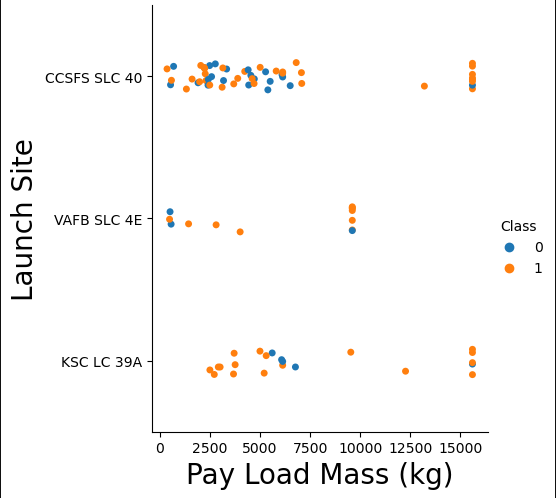 Launch Site
CCSFS SLC 40
VAFB SLC 4E
KSC LC 39A
Class
0
1
0 2500 5000 7500 10000 12500 15000
Pay Load Mass (kg)